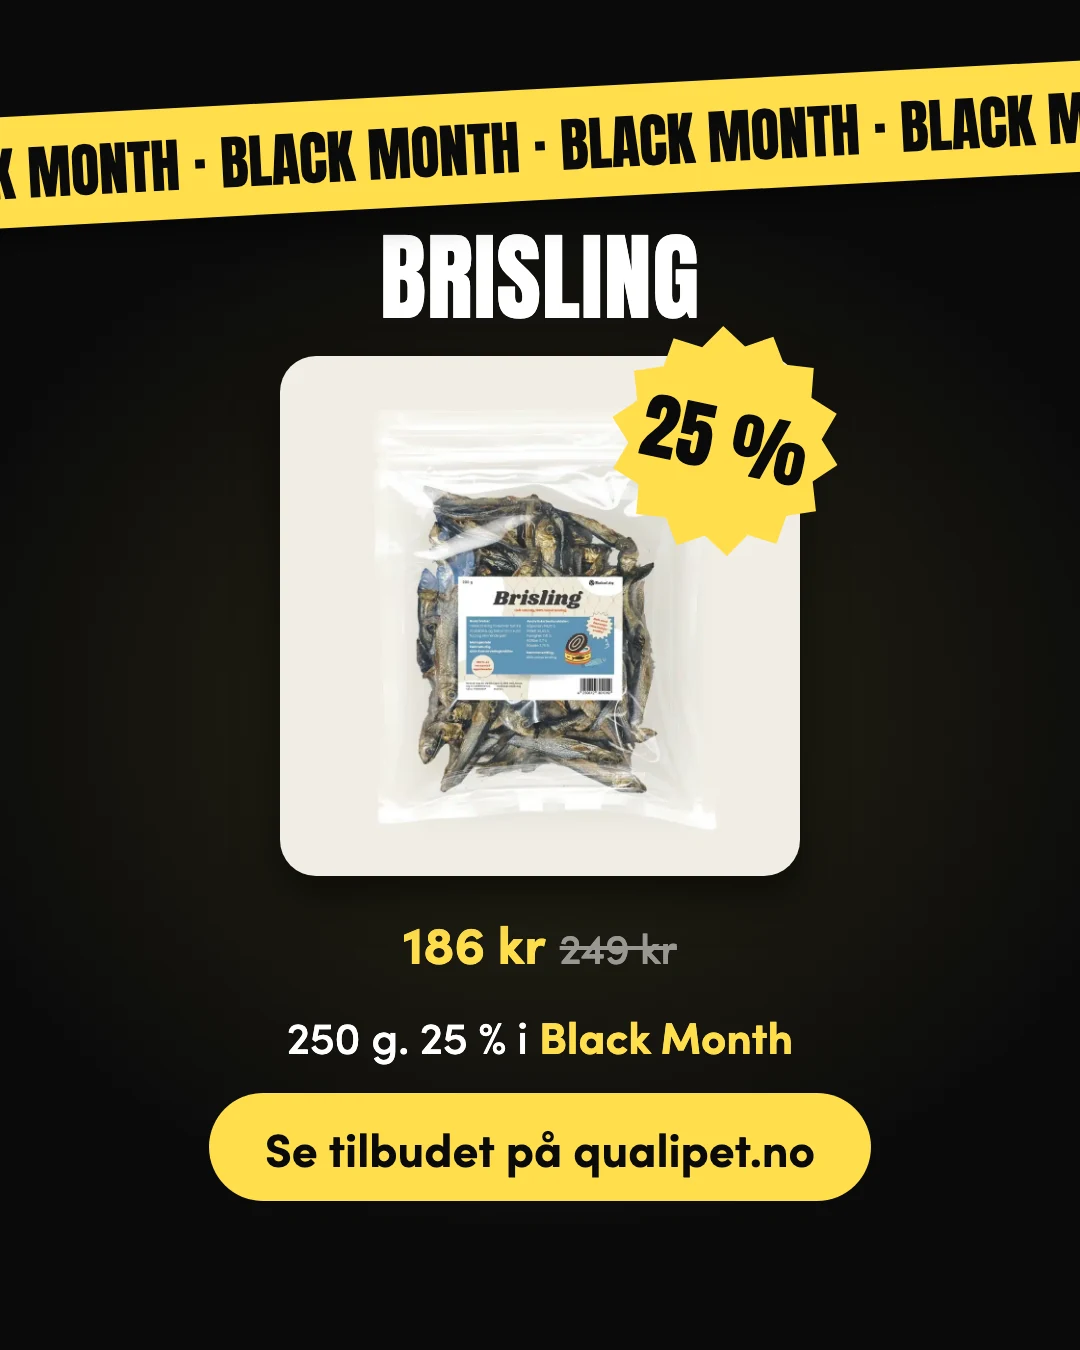 K MONTH · BLACK MONTH · BLACK MONTH · BLACK M
BRISLING
25 %
Brisling
186 kr 249 kr
250 g. 25 % i Black Month
Se tilbudet på qualipet.no